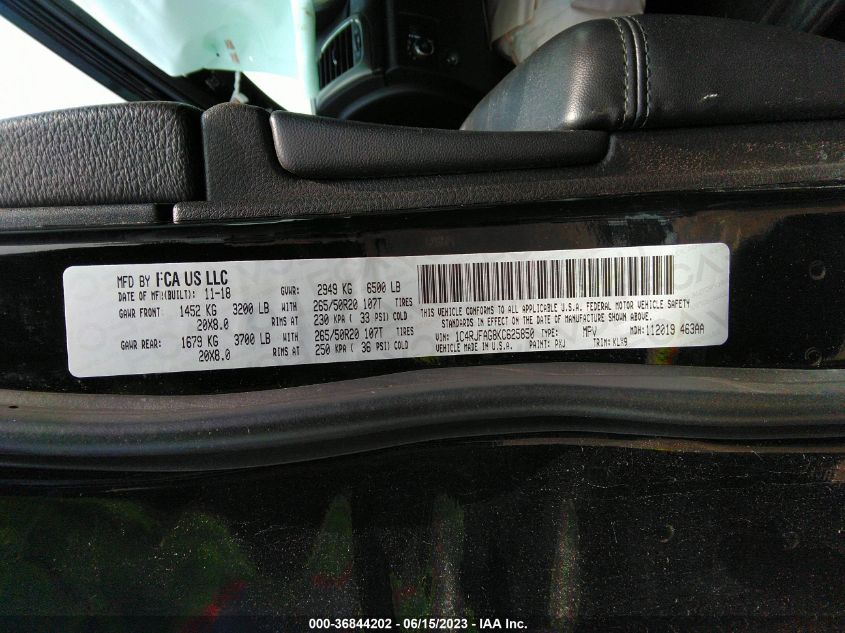 MFD BY FCA US LLC
DATE OF MFR(BUILT): 11-18 GVWR: 2949 KG 6500 LB
GAWR FRONT: 1452 KG 3200 LB WITH 265/50R20 107T TIRES
20X8.0 RIMS AT 230 KPA ( 33 PSI) COLD
GAWR REAR: 1679 KG 3700 LB WITH 265/50R20 107T TIRES
20X8.0 RIMS AT 250 KPA ( 36 PSI) COLD
THIS VEHICLE CONFORMS TO ALL APPLICABLE U.S.A. FEDERAL MOTOR VEHICLE SAFETY
STANDARDS IN EFFECT ON THE DATE OF MANUFACTURE SHOWN ABOVE.
VIN: 1C4RJFAG8KC625850 TYPE: MPV MDH: 112019 463AA
VEHICLE MADE IN U.S.A. PAINT: PXJ TRIM: KLX9
000-36844202 - 06/15/2023 - IAA Inc.